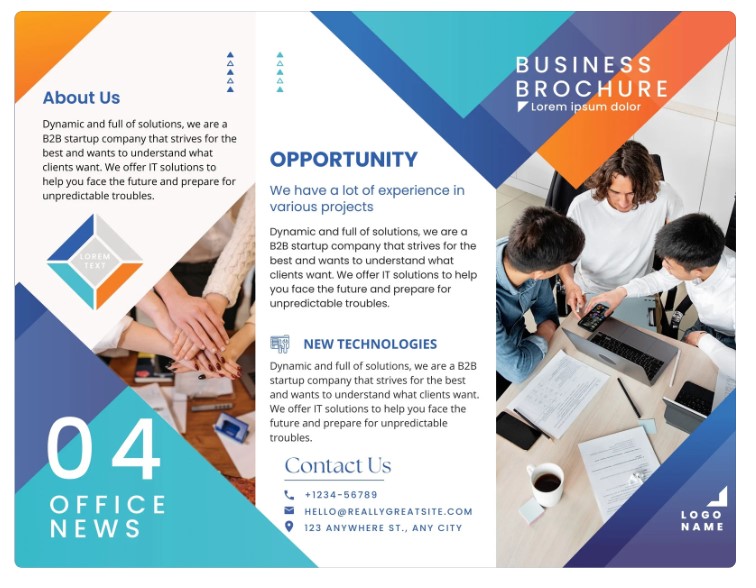 About Us
Dynamic and full of solutions, we are a
B2B startup company that strives for the
best and wants to understand what
clients want. We offer IT solutions to
help you face the future and prepare for
unpredictable troubles.
LOREM
TEXT
04
OFFICE
NEWS
OPPORTUNITY
We have a lot of experience in
various projects
Dynamic and full of solutions, we are a
B2B startup company that strives for the
best and wants to understand what
clients want. We offer IT solutions to help
you face the future and prepare for
unpredictable troubles.
NEW TECHNOLOGIES
Dynamic and full of solutions, we are a B2B
startup company that strives for the best
and wants to understand what clients want.
We offer IT solutions to help you face the
future and prepare for unpredictable
troubles.
Contact Us
+1234-56789
HELLO@REALLYGREATSITE.COM
123 ANYWHERE ST., ANY CITY
BUSINESS
BROCHURE
Lorem ipsum dolor
LOGO
NAME